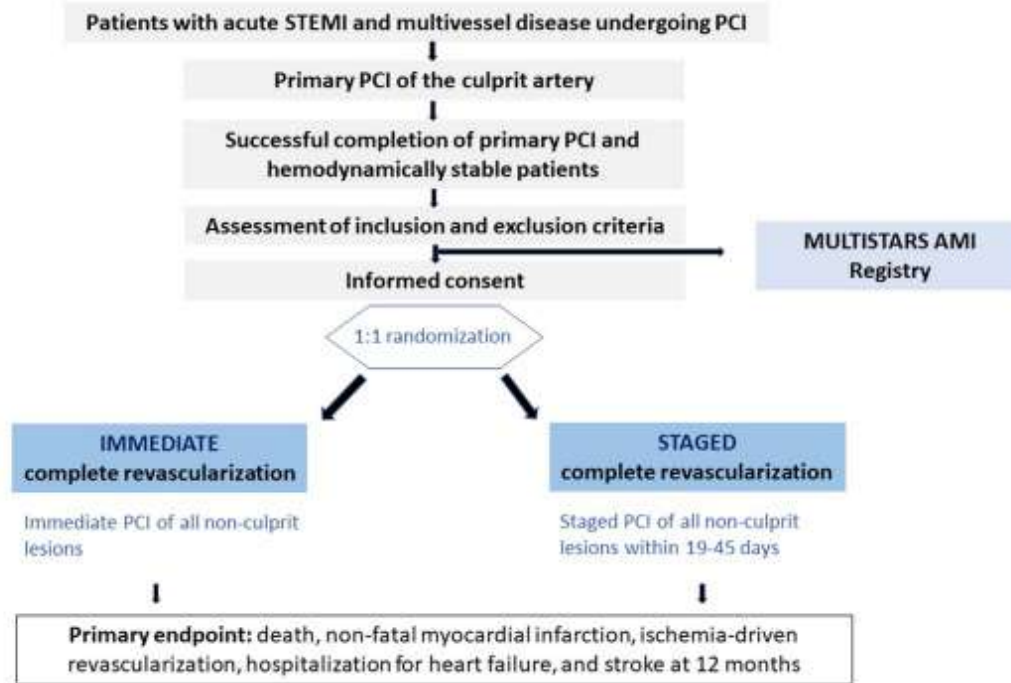 Patients with acute STEMI and multivessel disease undergoing PCI
Primary PCI of the culprit artery
Successful completion of primary PCI and
hemodynamically stable patients
Assessment of inclusion and exclusion criteria
MULTISTARS AMI
Registry
Informed consent
1:1 randomization
IMMEDIATE
complete revascularization
STAGED
complete revascularization
Immediate PCI of all non-culprit
lesions
Staged PCI of all non-culprit
lesions within 19-45 days
Primary endpoint: death, non-fatal myocardial infarction, ischemia-driven
revascularization, hospitalization for heart failure, and stroke at 12 months